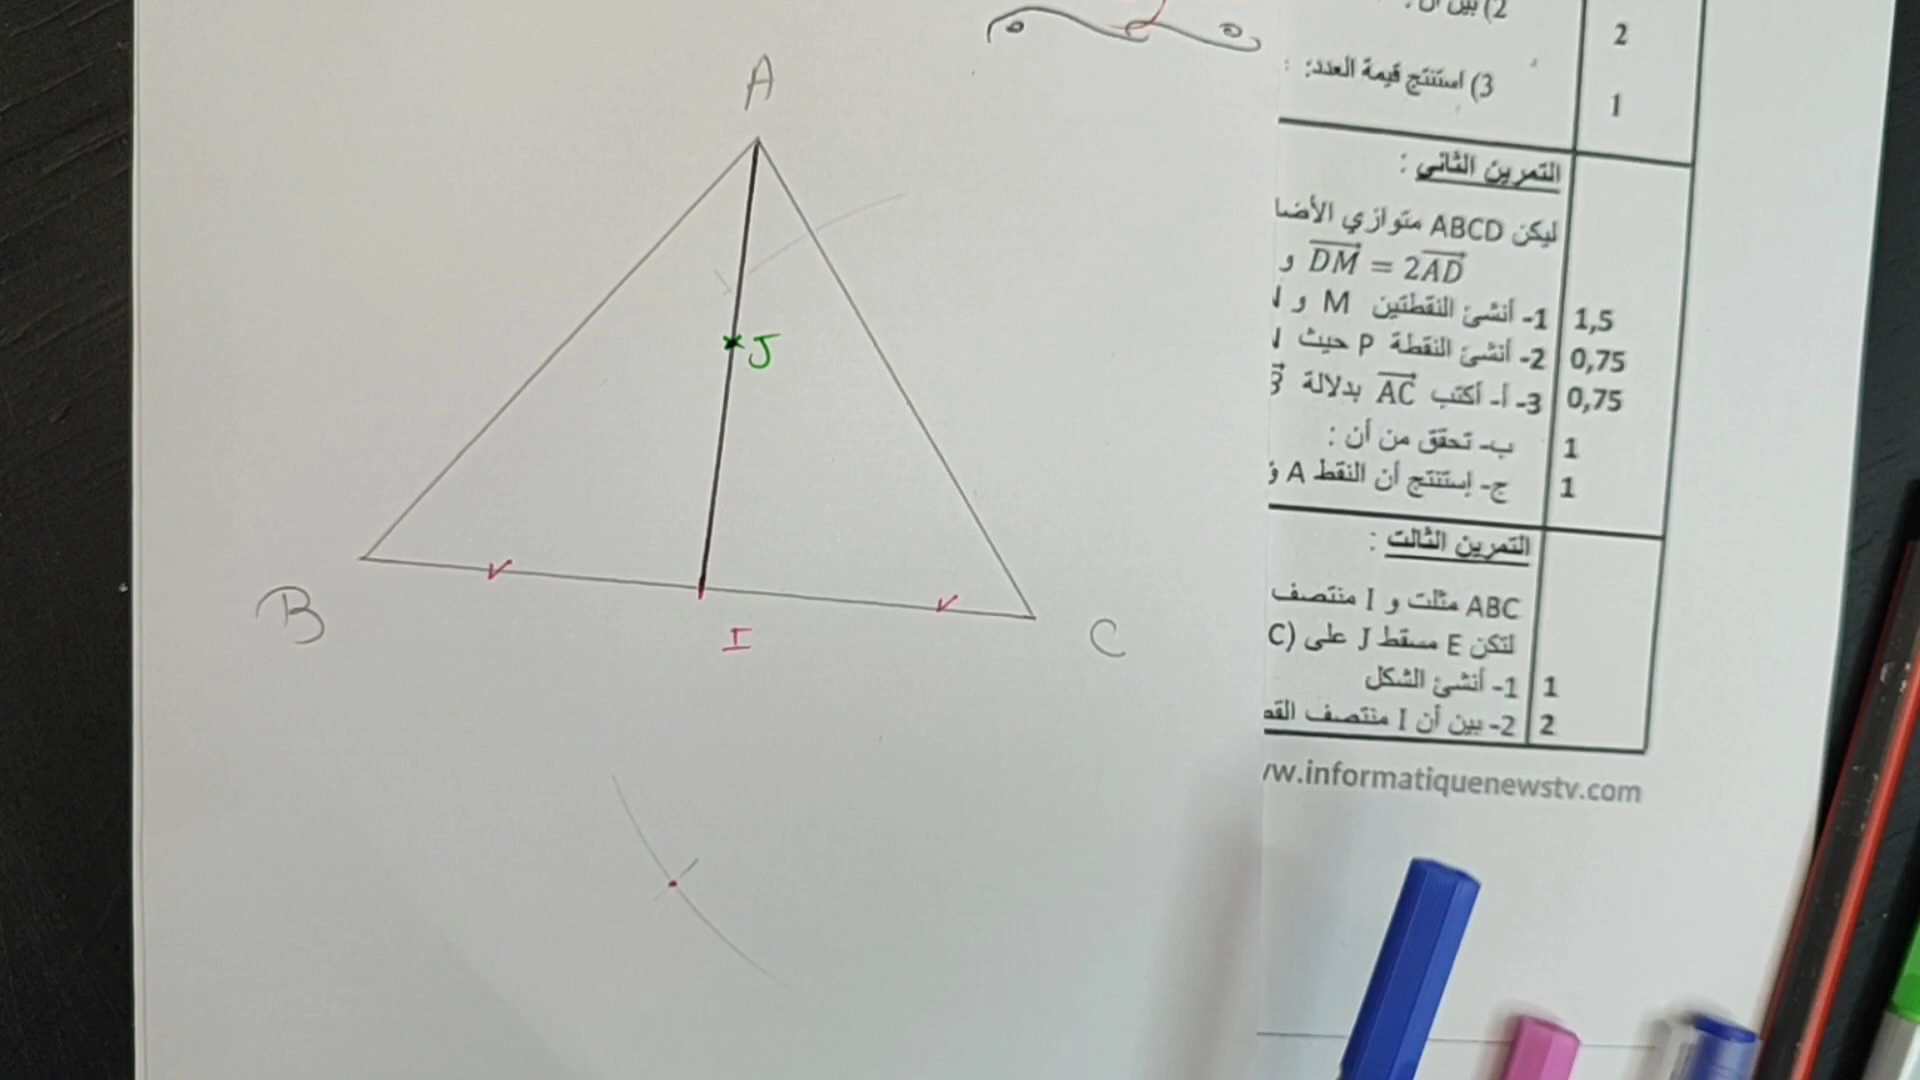 A
J
B
I
C
2) بين أن :
2
3) استنتج قيمة العدد :
1
التمرين الثاني :
ليكن ABCD متوازي
DM = 2AD و
1- أنشئ النقطتين M و
1,5
2- أنشئ النقطة P حيث
0,75
3- أ- أكتب AC بدلالة
0,75
ب- تحقق من أن :
1
ج- إستنتج أن النقط A و
1
التمرين الثالث :
ABC مثلث و I منتصف
لتكن E مسقط J على (C
1- أنشئ الشكل
1
2- بين أن I منتصف
2
w.informatiquenewstv.com